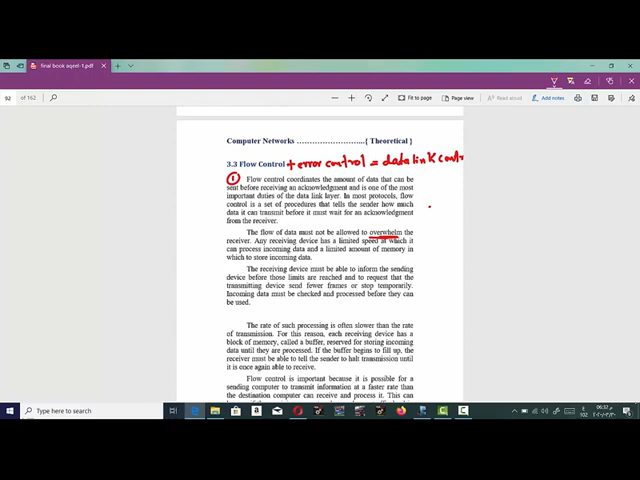 final book aqrel-1.pdf
92 of 162
Fit to page
Page view
Read aloud
Add notes
Computer Networks ……………………...{ Theoretical }
3.3 Flow Control + error control = data link contr
1 Flow control coordinates the amount of data that can be
sent before receiving an acknowledgment and is one of the most
important duties of the data link layer. In most protocols, flow
control is a set of procedures that tells the sender how much
data it can transmit before it must wait for an acknowledgment
from the receiver.
The flow of data must not be allowed to overwhelm the
receiver. Any receiving device has a limited speed at which it
can process incoming data and a limited amount of memory in
which to store incoming data.
The receiving device must be able to inform the sending
device before those limits are reached and to request that the
transmitting device send fewer frames or stop temporarily.
Incoming data must be checked and processed before they can
be used.
The rate of such processing is often slower than the rate
of transmission. For this reason, each receiving device has a
block of memory, called a buffer, reserved for storing incoming
data until they are processed. If the buffer begins to fill up, the
receiver must be able to tell the sender to halt transmission until
it is once again able to receive.
Flow control is important because it is possible for a
sending computer to transmit information at a faster rate than
the destination computer can receive and process it. This can
Type here to search